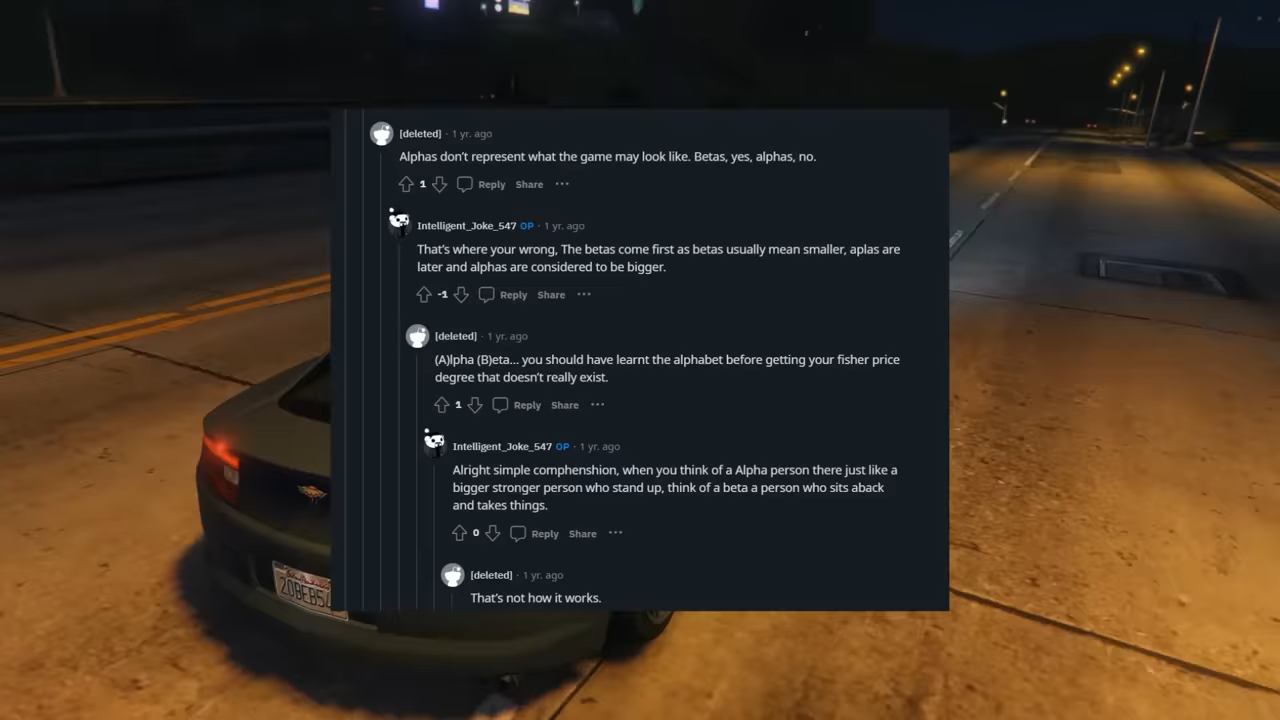 [deleted] · 1 yr. ago
Alphas don't represent what the game may look like. Betas, yes, alphas, no.
1 Reply Share ···
Intelligent_Joke_547 OP · 1 yr. ago
That's where your wrong, The betas come first as betas usually mean smaller, aplas are
later and alphas are considered to be bigger.
-1 Reply Share ···
[deleted] · 1 yr. ago
(A)lpha (B)eta... you should have learnt the alphabet before getting your fisher price
degree that doesn't really exist.
1 Reply Share ···
Intelligent_Joke_547 OP · 1 yr. ago
Alright simple comphenshion, when you think of a Alpha person there just like a
bigger stronger person who stand up, think of a beta a person who sits aback
and takes things.
0 Reply Share ···
[deleted] · 1 yr. ago
That's not how it works.